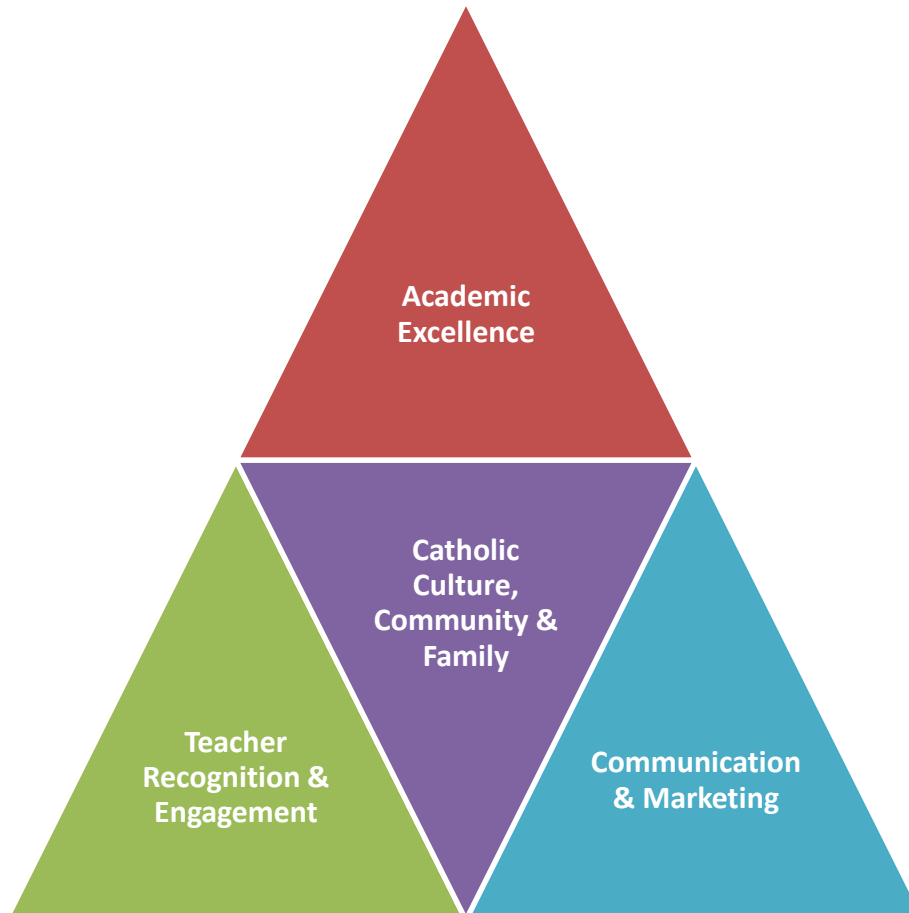 Academic
Excellence
Catholic
Culture,
Community &
Family
Teacher
Recognition &
Engagement
Communication
& Marketing